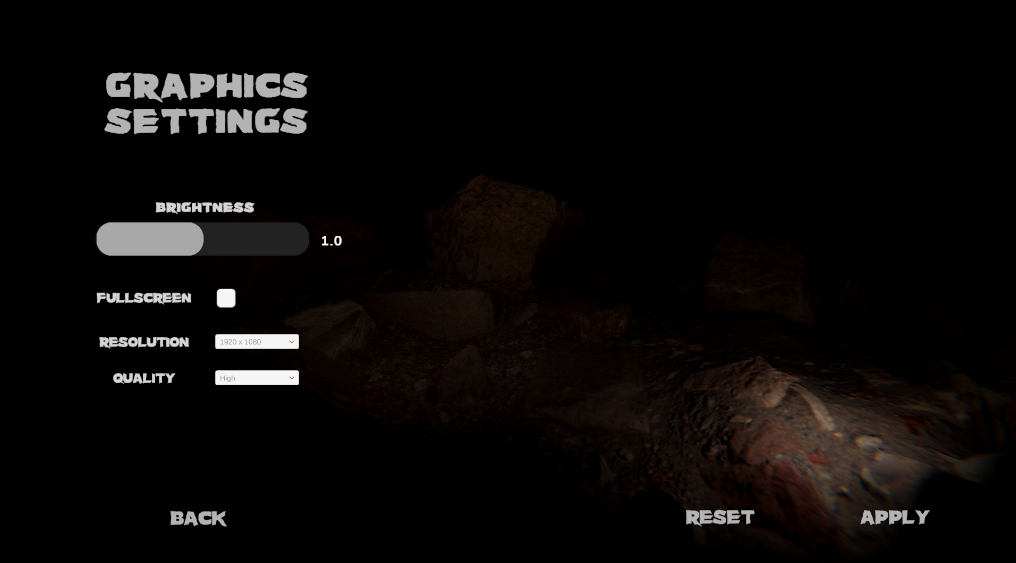 GRAPHICS
SETTINGS
BRIGHTNESS
1.0
FULLSCREEN
RESOLUTION 1920 x 1080
QUALITY High
BACK RESET APPLY